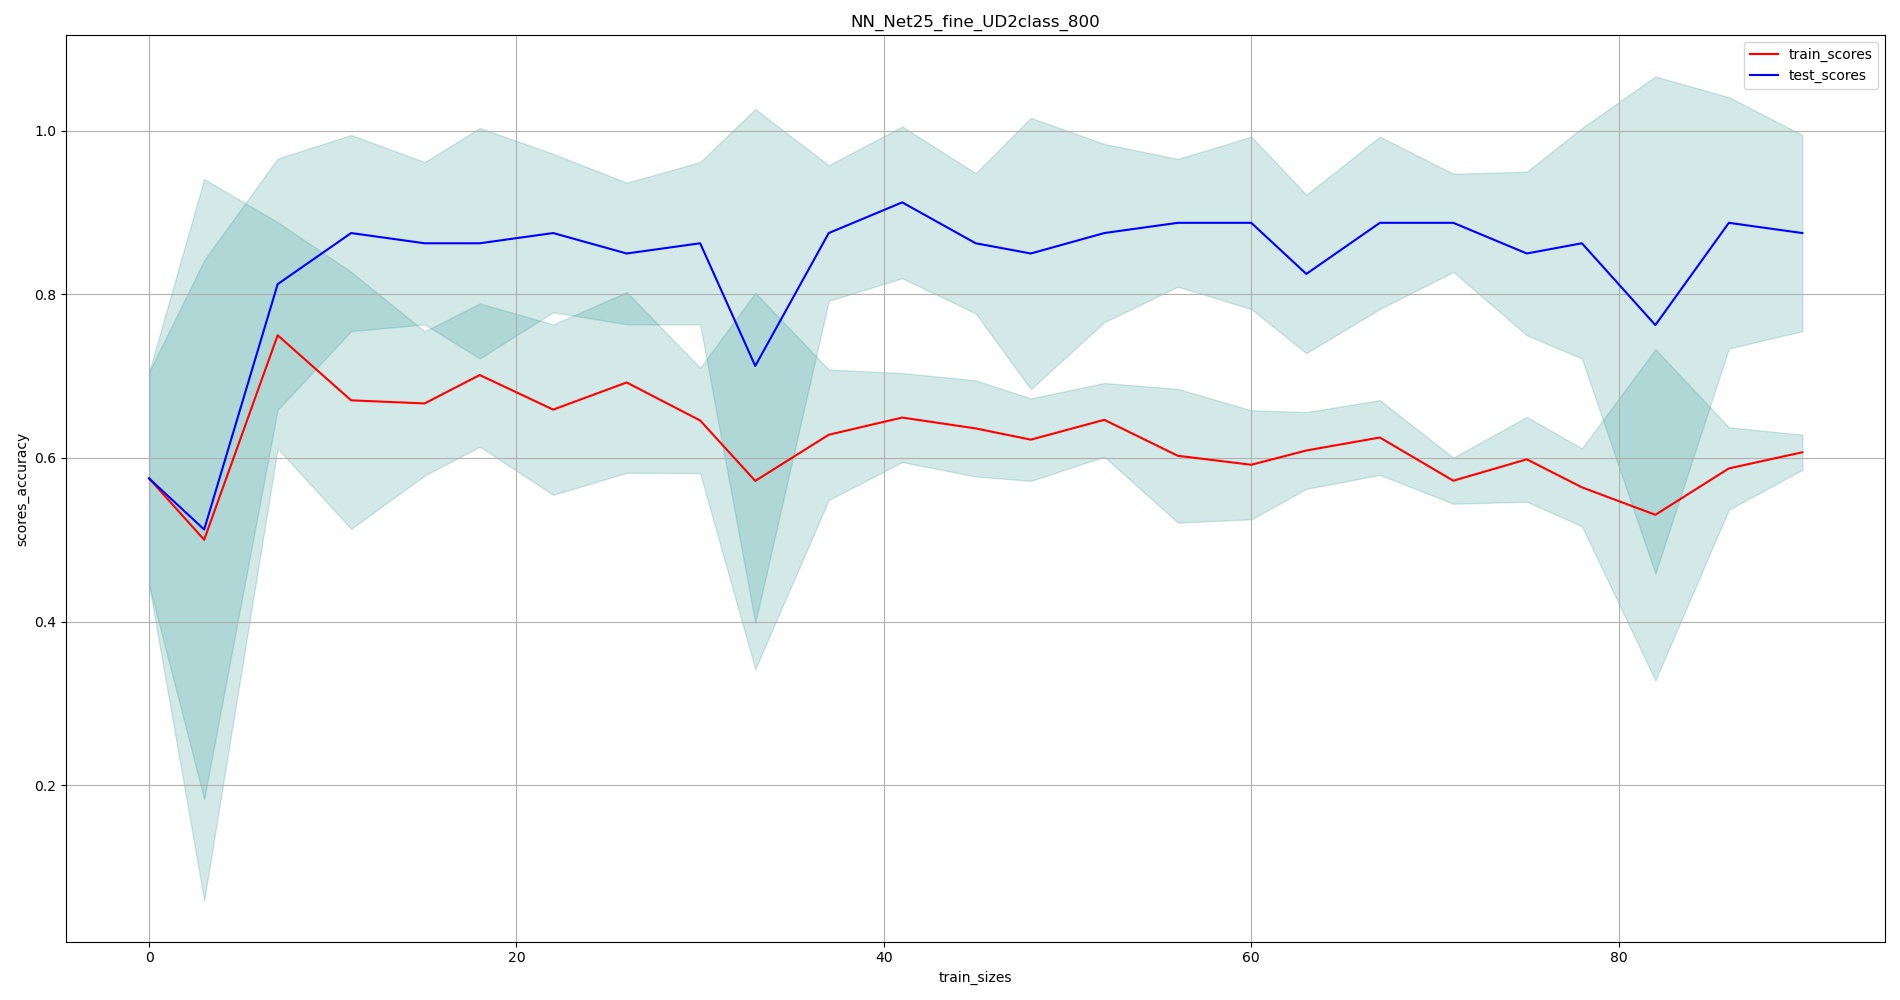 NN_Net25_fine_UD2class_800
train_scores
test_scores
1.0
0.8
0.6
0.4
0.2
scores_accuracy
0 20 40 60 80
train_sizes